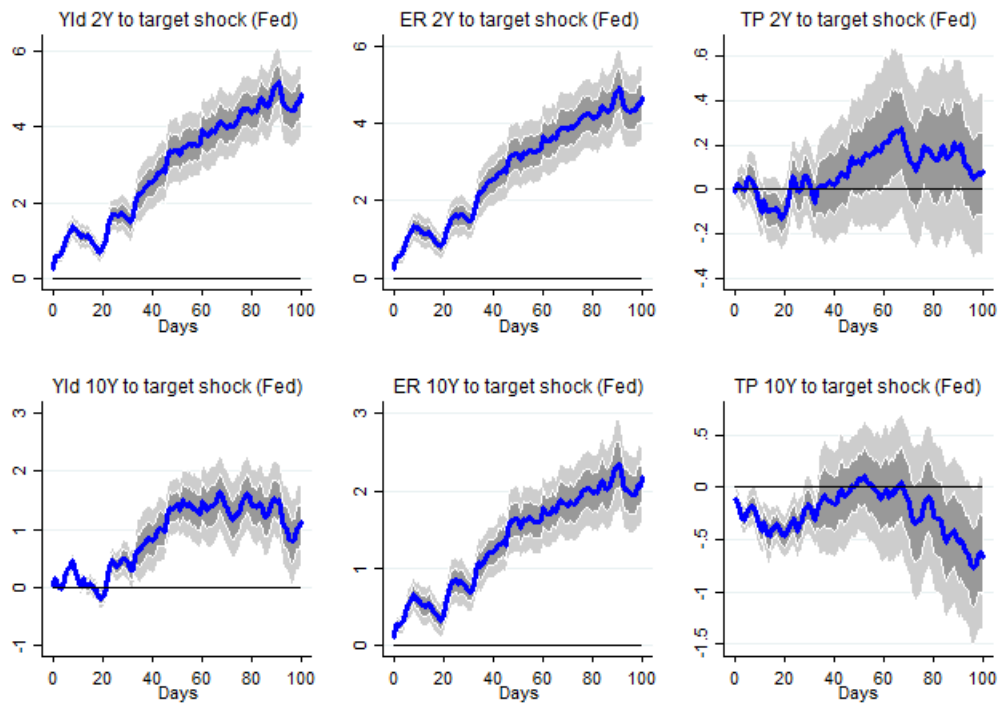 Yld 2Y to target shock (Fed)
6
4
2
0
0 20 40 60 80 100
Days
ER 2Y to target shock (Fed)
6
4
2
0
0 20 40 60 80 100
Days
TP 2Y to target shock (Fed)
.6
.4
.2
0
-.2
-.4
0 20 40 60 80 100
Days
Yld 10Y to target shock (Fed)
3
2
1
0
-1
0 20 40 60 80 100
Days
ER 10Y to target shock (Fed)
3
2
1
0
0 20 40 60 80 100
Days
TP 10Y to target shock (Fed)
.5
0
-.5
-1
-1.5
0 20 40 60 80 100
Days